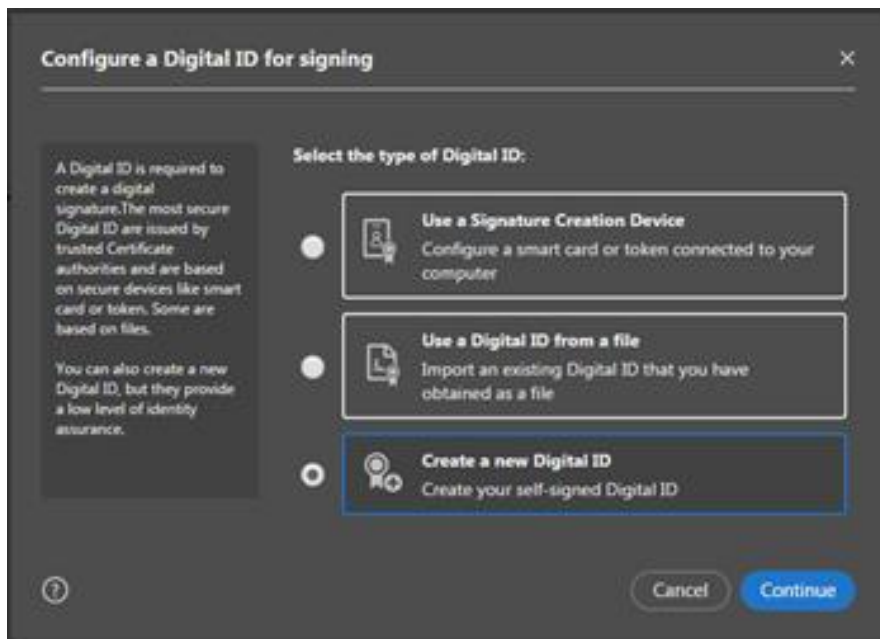 Configure a Digital ID for signing
Select the type of Digital ID:
A Digital ID is required to
create a digital
signature.The most secure
Digital ID are issued by
trusted Certificate
authorities and are based
on secure devices like smart
card or token. Some are
based on files.
You can also create a new
Digital ID, but they provide
a low level of identity
assurance.
Use a Signature Creation Device
Configure a smart card or token connected to your
computer
Use a Digital ID from a file
Import an existing Digital ID that you have
obtained as a file
Create a new Digital ID
Create your self-signed Digital ID
Cancel
Continue